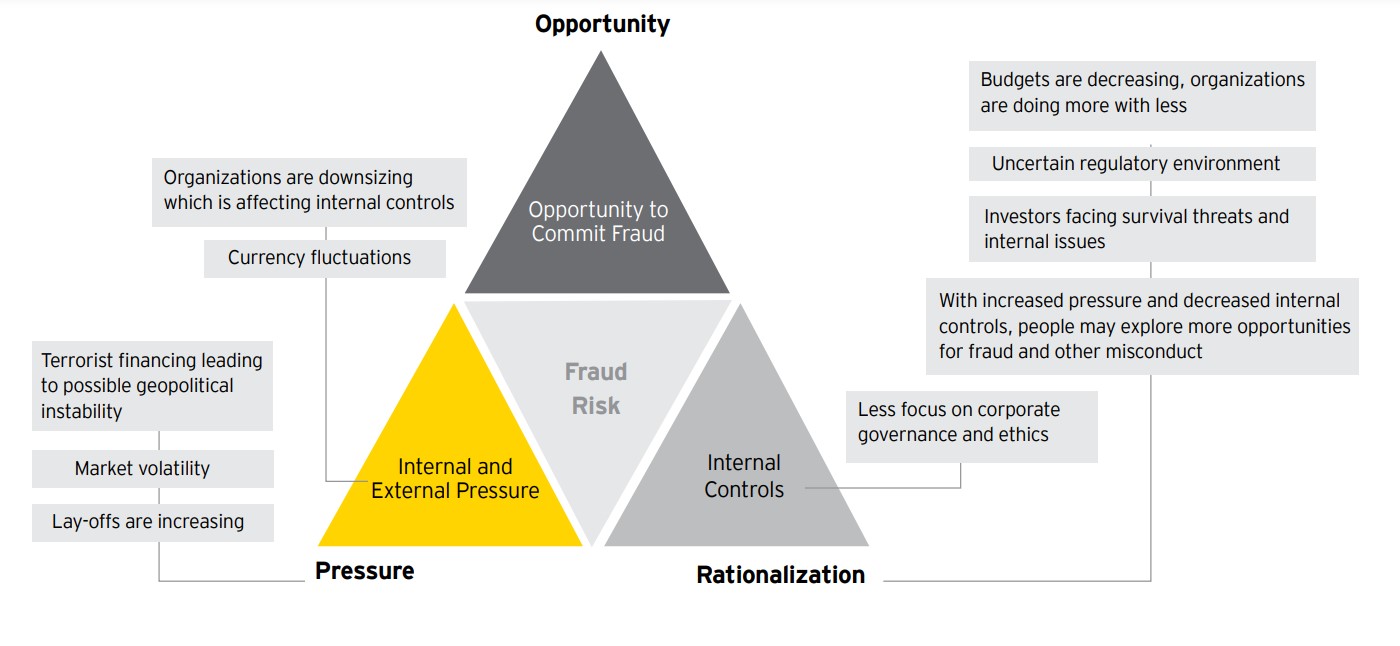 Opportunity
Opportunity to
Commit Fraud
Organizations are downsizing
which is affecting internal controls
Currency fluctuations
Terrorist financing leading
to possible geopolitical
instability
Market volatility
Lay-offs are increasing
Internal and
External Pressure
Pressure
Fraud
Risk
Internal
Controls
Rationalization
Budgets are decreasing, organizations
are doing more with less
Uncertain regulatory environment
Investors facing survival threats and
internal issues
With increased pressure and decreased internal
controls, people may explore more opportunities
for fraud and other misconduct
Less focus on corporate
governance and ethics